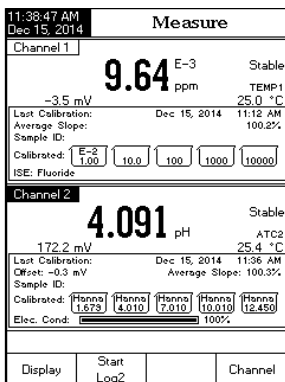 11:38:47 AM
Dec 15, 2014
Measure
Channel 1
9.64 E-3 ppm
Stable
TEMP1
-3.5 mV
25.0 °C
Last Calibration: Dec 15, 2014 11:12 AM
Average Slope: 100.2%
Sample ID:
Calibrated: E-2 1.00 10.0 100 1000 10000
ISE: Fluoride
Channel 2
4.091 pH
Stable
ATC2
172.2 mV
25.4 °C
Last Calibration: Dec 15, 2014 11:36 AM
Offset: -0.3 mV Average Slope: 100.3%
Sample ID:
Calibrated: Hanna 1.679 Hanna 4.010 Hanna 7.010 Hanna 10.010 Hanna 12.450
Elec. Cond: 100%
Display
Start Log2
Channel